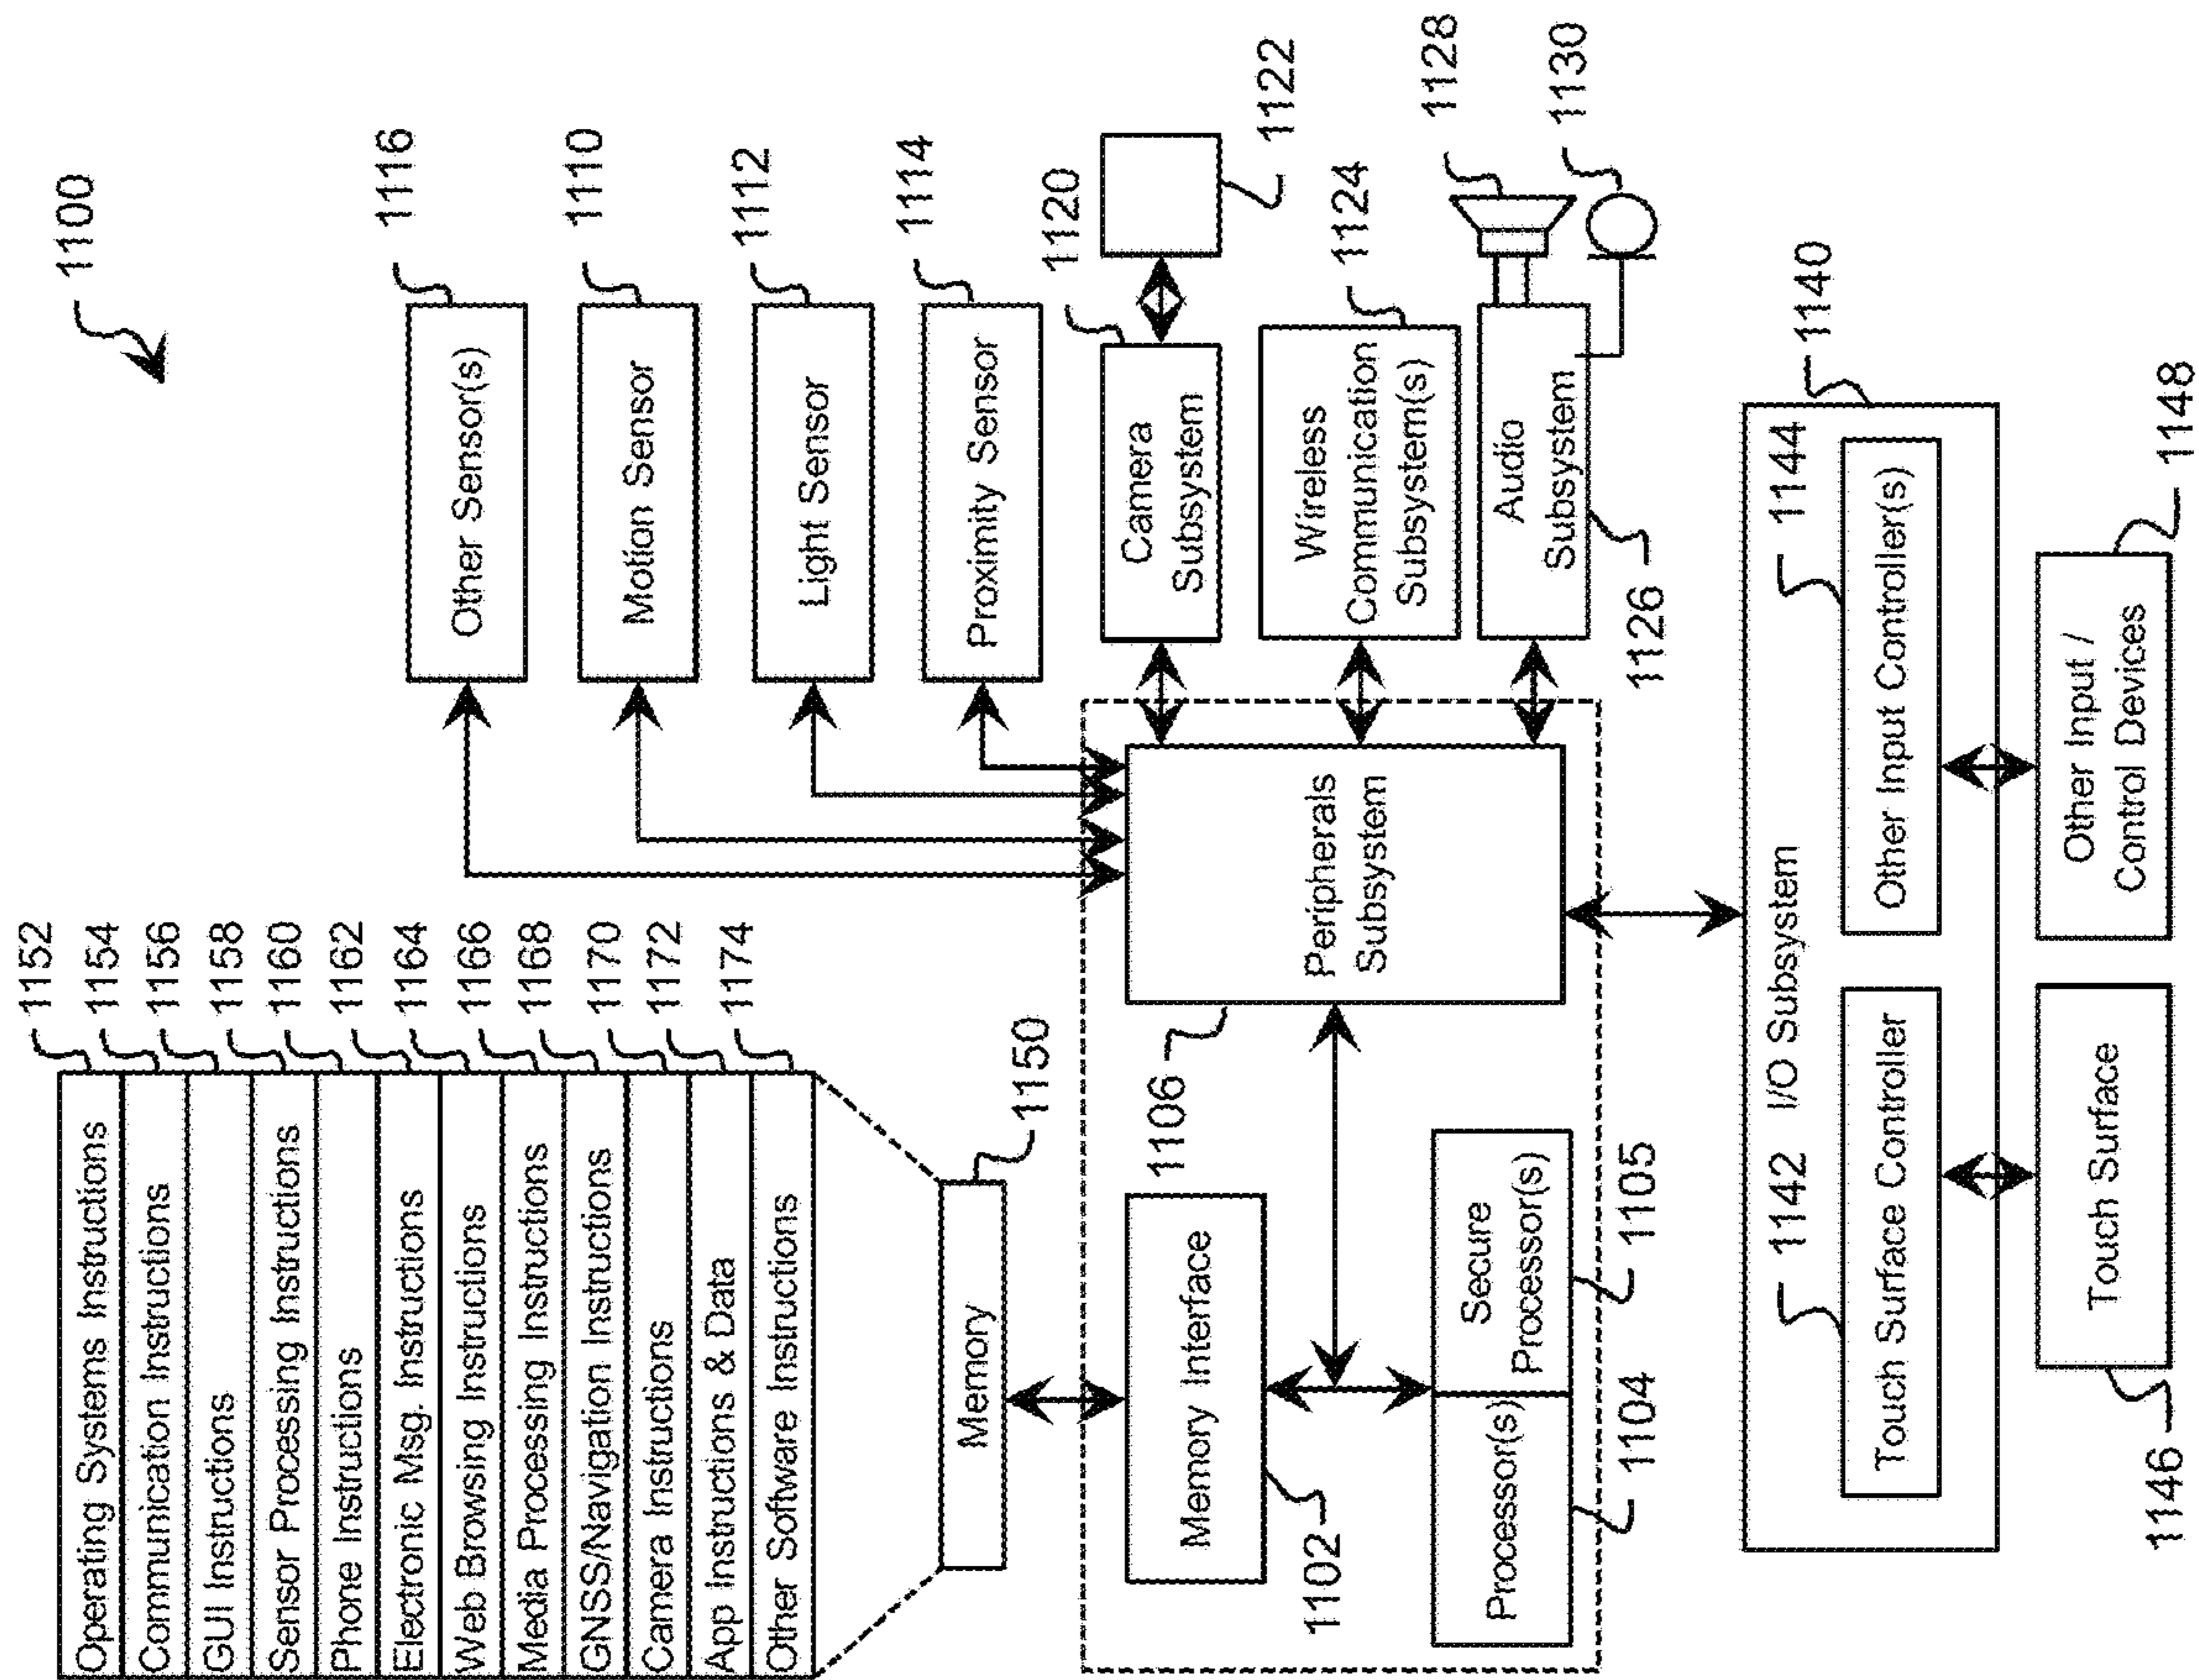 1100
Operating Systems Instructions
1152
Communication Instructions
1154
GUI Instructions
1156
Sensor Processing Instructions
1158
Phone Instructions
1160
Electronic Msg. Instructions
1162
Web Browsing Instructions
1164
Media Processing Instructions
1166
GNSS/Navigation Instructions
1168
Camera Instructions
1170
App Instructions & Data
1172
Other Software Instructions
1174
Memory
1150
Other Sensor(s)
1116
Motion Sensor
1110
Light Sensor
1112
Proximity Sensor
1114
Memory Interface
1102
1106
Peripherals
Subsystem
Processor(s)
1104
Secure
Processor(s)
1105
Camera
Subsystem
1120
1122
Wireless
Communication
Subsystem(s)
1124
Audio
Subsystem
1126
1128
1130
1142
I/O Subsystem
1144
1140
Touch Surface Controller
Other Input Controller(s)
Touch Surface
1146
Other Input /
Control Devices
1148